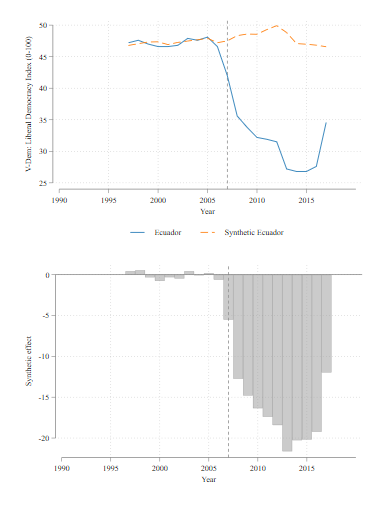 V-Dem: Liberal Democracy Index (0-100)
50
45
40
35
30
25
1990 1995 2000 2005 2010 2015
Year
Ecuador Synthetic Ecuador
Synthetic effect
0
-5
-10
-15
-20
1990 1995 2000 2005 2010 2015
Year